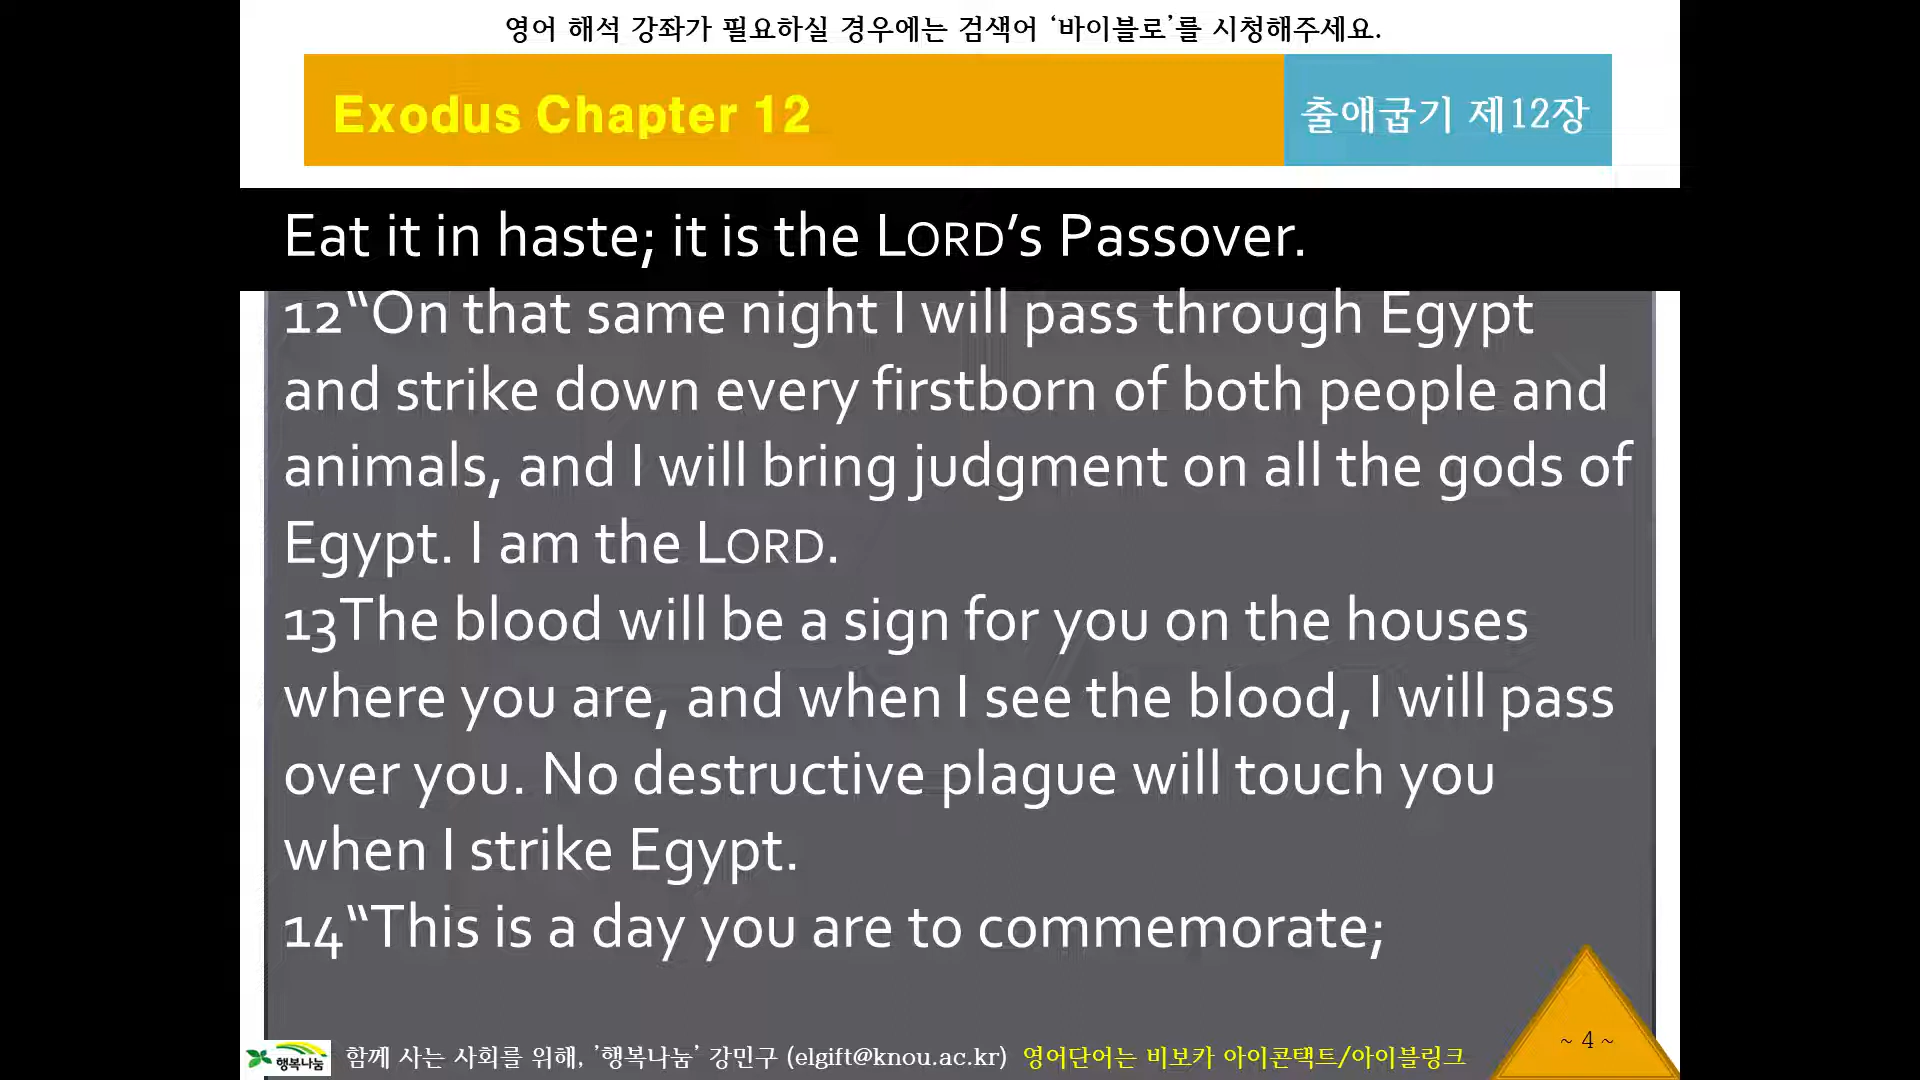 영어 해석 강좌가 필요하실 경우에는 검색어 ‘바이블로’를 시청해주세요.
Exodus Chapter 12
출애굽기 제12장
Eat it in haste; it is the LORD’s Passover.
12“On that same night I will pass through Egypt
and strike down every firstborn of both people and
animals, and I will bring judgment on all the gods of
Egypt. I am the LORD.
13The blood will be a sign for you on the houses
where you are, and when I see the blood, I will pass
over you. No destructive plague will touch you
when I strike Egypt.
14“This is a day you are to commemorate;
~ 4 ~
행복나눔 함께 사는 사회를 위해, ’행복나눔’ 강민구 (elgift@knou.ac.kr) 영어단어는 비보카 아이콘택트/아이블링크